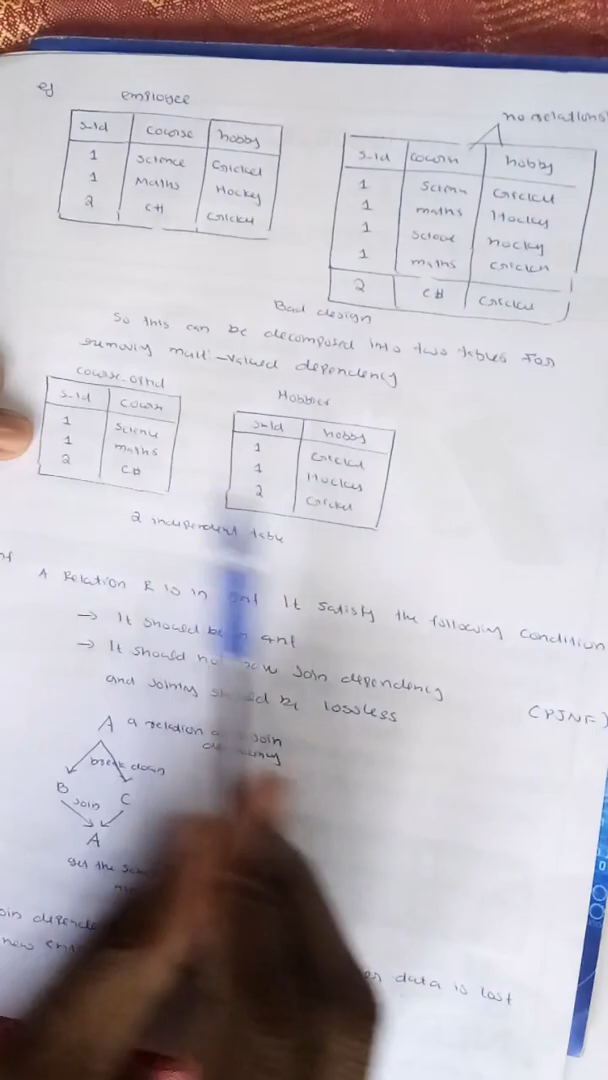 eg employee
s-id course hobby
1 Science Cricket
1 Maths Hockey
2 C# Cricket
no relations
s-id course hobby
1 Science Cricket
1 maths Hockey
1 Science hockey
1 maths Cricket
2 C# Cricket
Bad design
So this can be decomposed into two tables for
removing multi-valued dependency
s-id course
1 Science
1 maths
2 C#
Hobbies
s-id hobby
1 Cricket
1 Hockey
2 Cricket
2 independent table
A Relation R is in 5nf It satisfy the following condition
→ It should be in 4nf
→ It should not have Join dependency
and Joining should be lossless
(PJNF)
A a relation join
break down
B C
Join
A
get the
data is lost